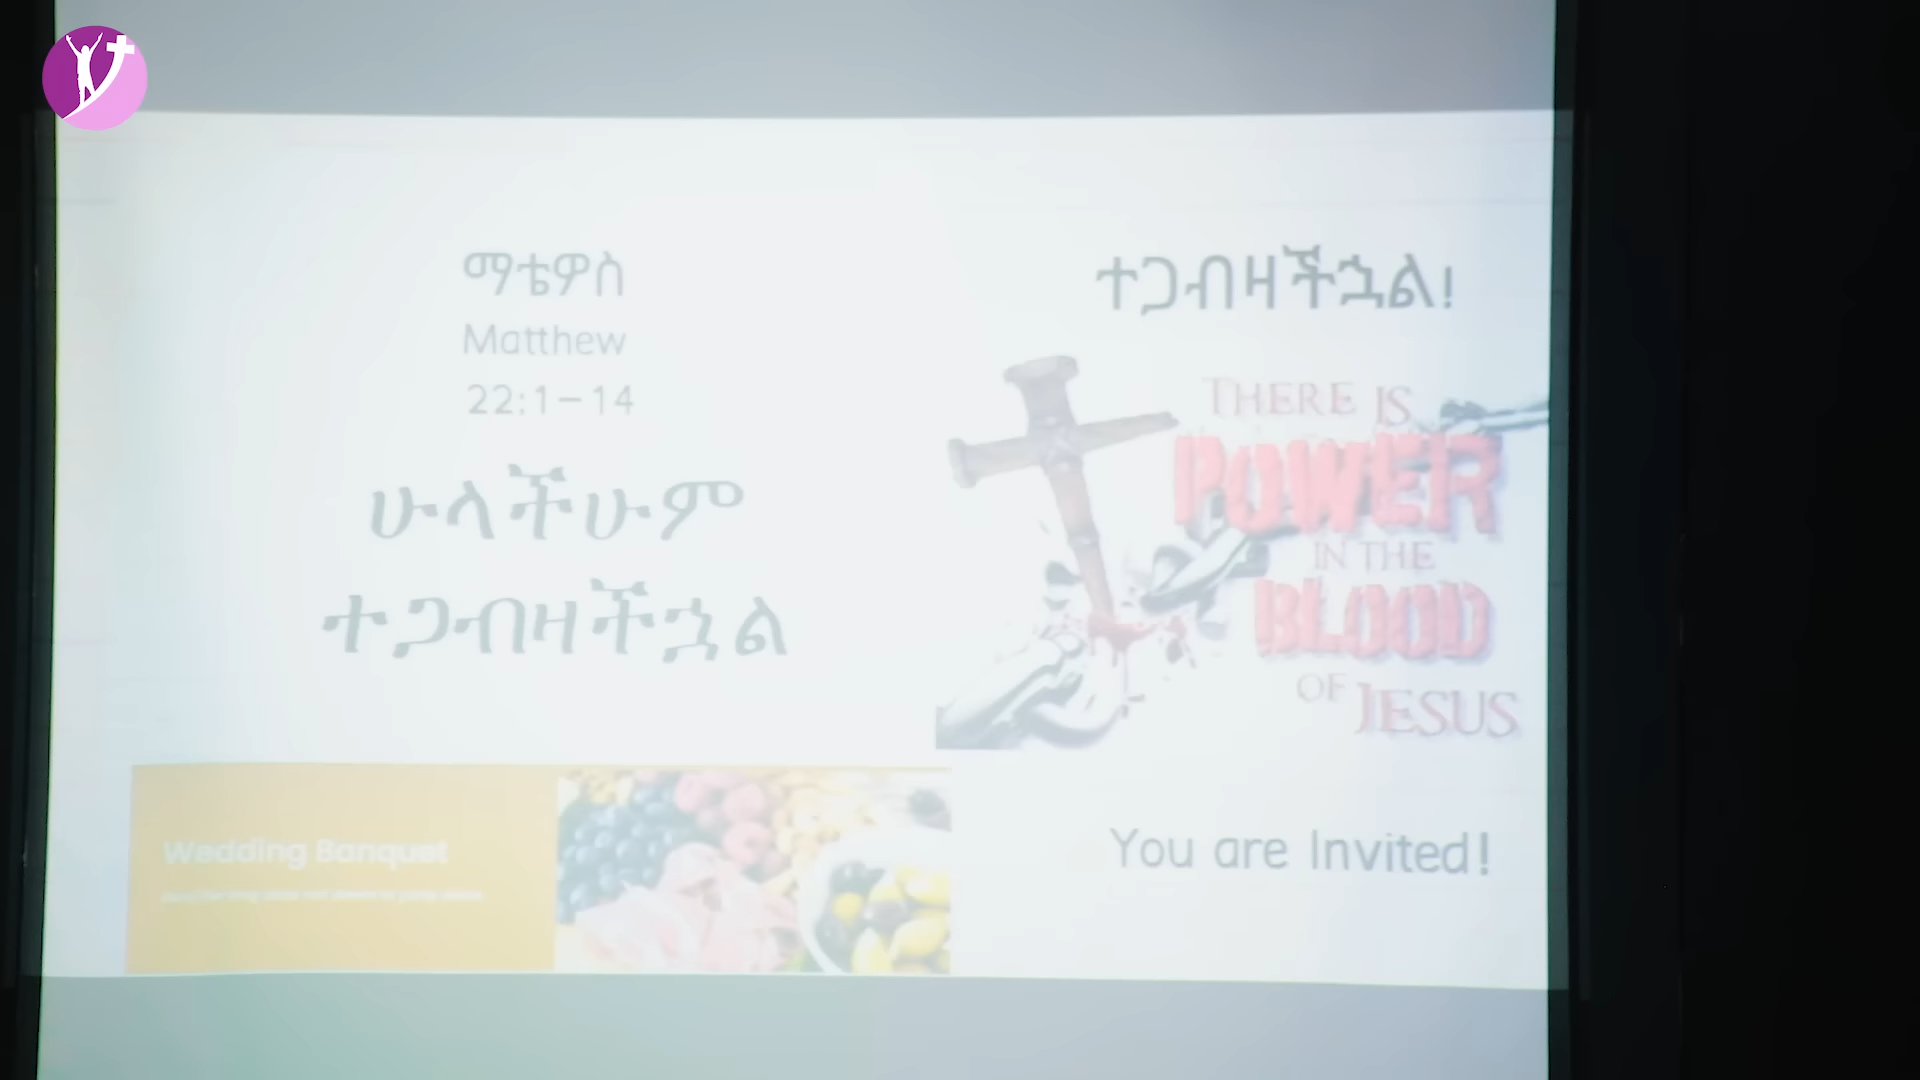 ማቴዎስ
Matthew
22:1-14
ሁላችሁም
ተጋብዛችኋል
Wedding Banquet
ተጋብዛችኋል!
THERE IS
POWER
IN THE
BLOOD
OF JESUS
You are Invited!